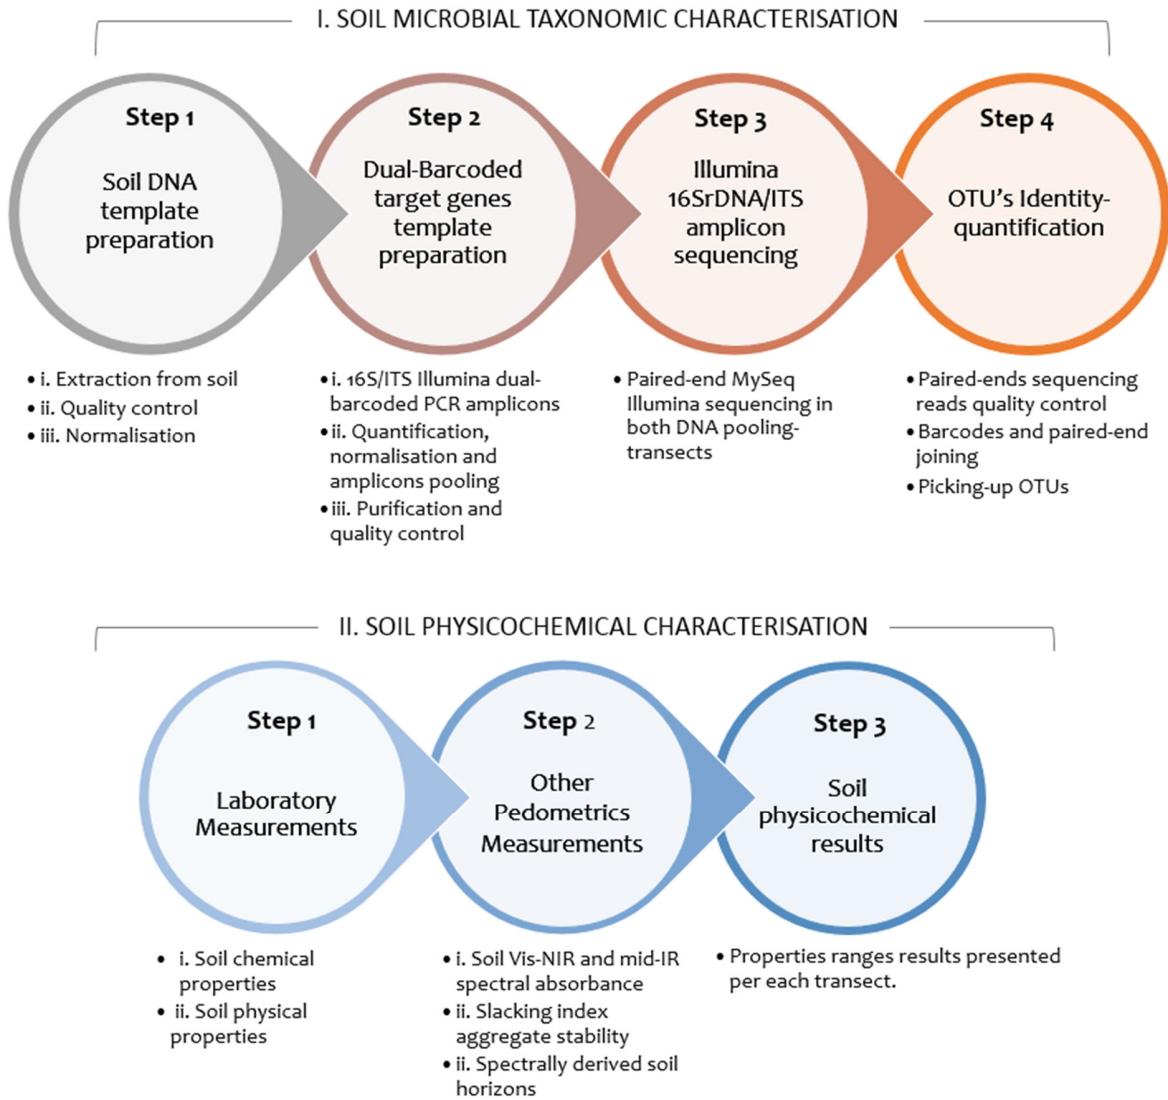 I. SOIL MICROBIAL TAXONOMIC CHARACTERISATION
Step 1
Soil DNA
template
preparation
• i. Extraction from soil
• ii. Quality control
• iii. Normalisation
Step 2
Dual-Barcoded
target genes
template
preparation
• i. 16S/ITS Illumina dual-
barcoded PCR amplicons
• ii. Quantification,
normalisation and
amplicons pooling
• iii. Purification and
quality control
Step 3
Illumina
16SrDNA/ITS
amplicon
sequencing
• Paired-end MySeq
Illumina sequencing in
both DNA pooling-
transects
Step 4
OTU's Identity-
quantification
• Paired-ends sequencing
reads quality control
• Barcodes and paired-end
joining
• Picking-up OTUs
II. SOIL PHYSICOCHEMICAL CHARACTERISATION
Step 1
Laboratory
Measurements
• i. Soil chemical
properties
• ii. Soil physical
properties
Step 2
Other
Pedometrics
Measurements
• i. Soil Vis-NIR and mid-IR
spectral absorbance
• ii. Slacking index
aggregate stability
• ii. Spectrally derived soil
horizons
Step 3
Soil
physicochemical
results
• Properties ranges results presented
per each transect.